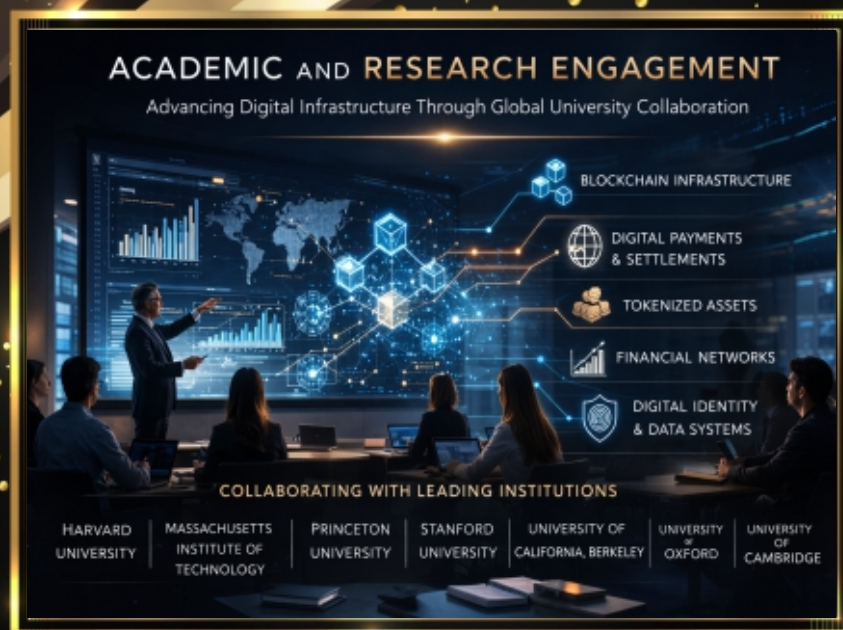 ACADEMIC AND RESEARCH ENGAGEMENT
Advancing Digital Infrastructure Through Global University Collaboration
BLOCKCHAIN INFRASTRUCTURE
DIGITAL PAYMENTS
& SETTLEMENTS
TOKENIZED ASSETS
FINANCIAL NETWORKS
DIGITAL IDENTITY
& DATA SYSTEMS
COLLABORATING WITH LEADING INSTITUTIONS
HARVARD
UNIVERSITY
MASSACHUSETTS
INSTITUTE OF
TECHNOLOGY
PRINCETON
UNIVERSITY
STANFORD
UNIVERSITY
UNIVERSITY OF
CALIFORNIA, BERKELEY
UNIVERSITY
OF
OXFORD
UNIVERSITY
OF
CAMBRIDGE